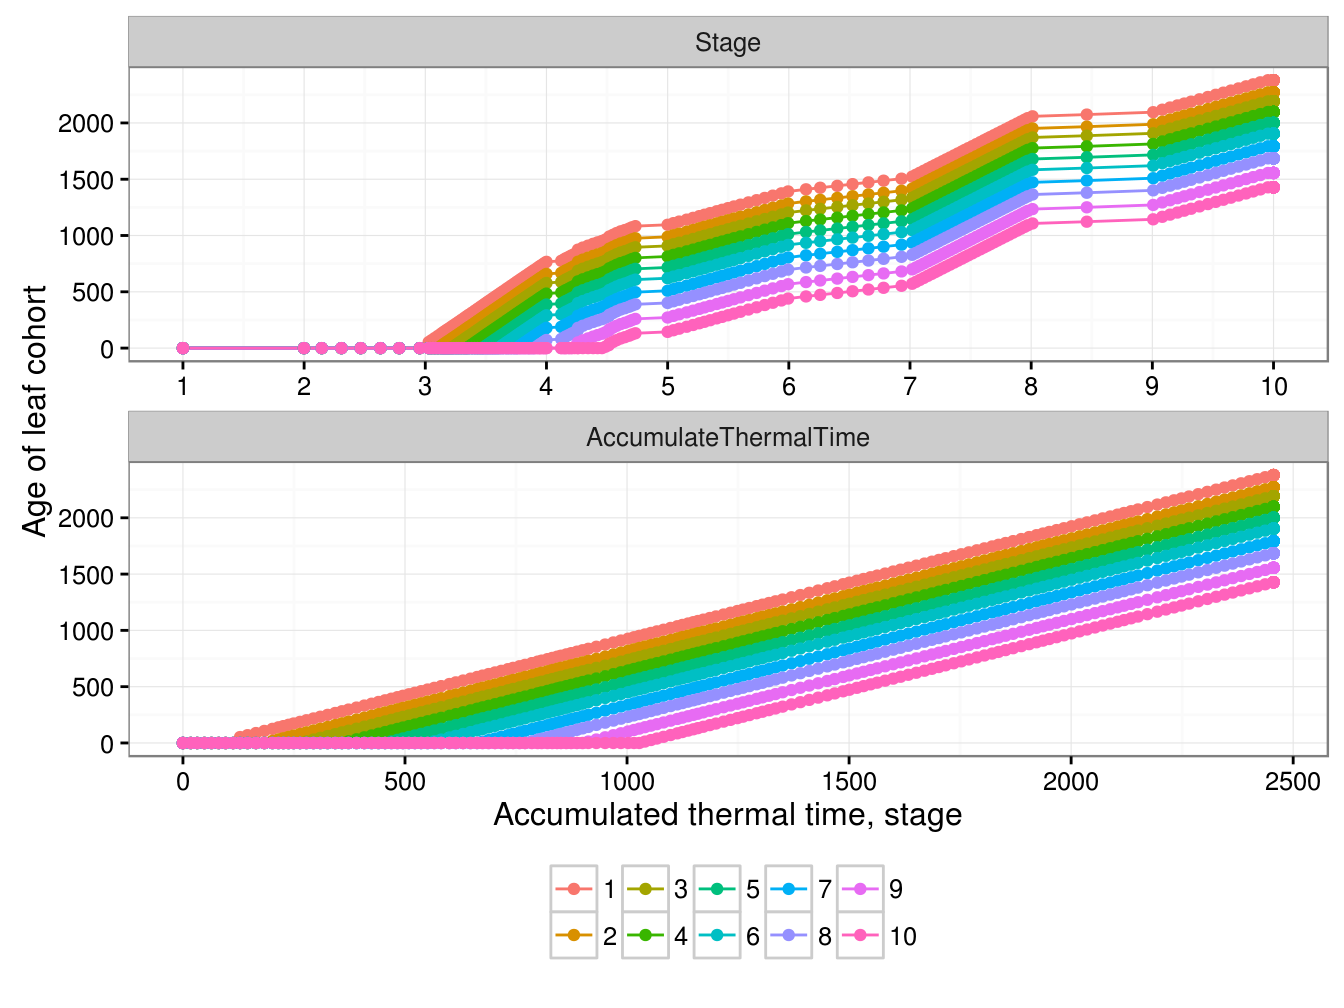 Stage
2000
1500
1000
500
0
1 2 3 4 5 6 7 8 9 10
AccumulateThermalTime
2000
1500
1000
500
0
0 500 1000 1500 2000 2500
Age of leaf cohort
Accumulated thermal time, stage
1 3 5 7 9
2 4 6 8 10